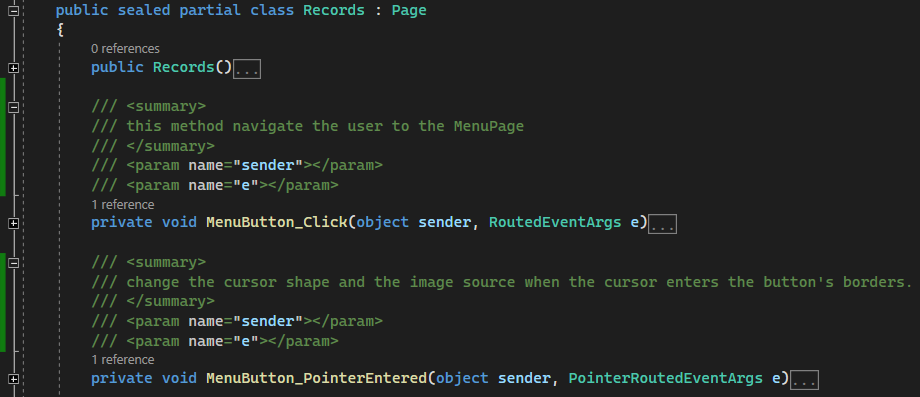 public sealed partial class Records : Page
{
0 references
public Records()...
/// <summary>
/// this method navigate the user to the MenuPage
/// </summary>
/// <param name="sender"></param>
/// <param name="e"></param>
1 reference
private void MenuButton_Click(object sender, RoutedEventArgs e)...
/// <summary>
/// change the cursor shape and the image source when the cursor enters the button's borders.
/// </summary>
/// <param name="sender"></param>
/// <param name="e"></param>
1 reference
private void MenuButton_PointerEntered(object sender, PointerRoutedEventArgs e)...